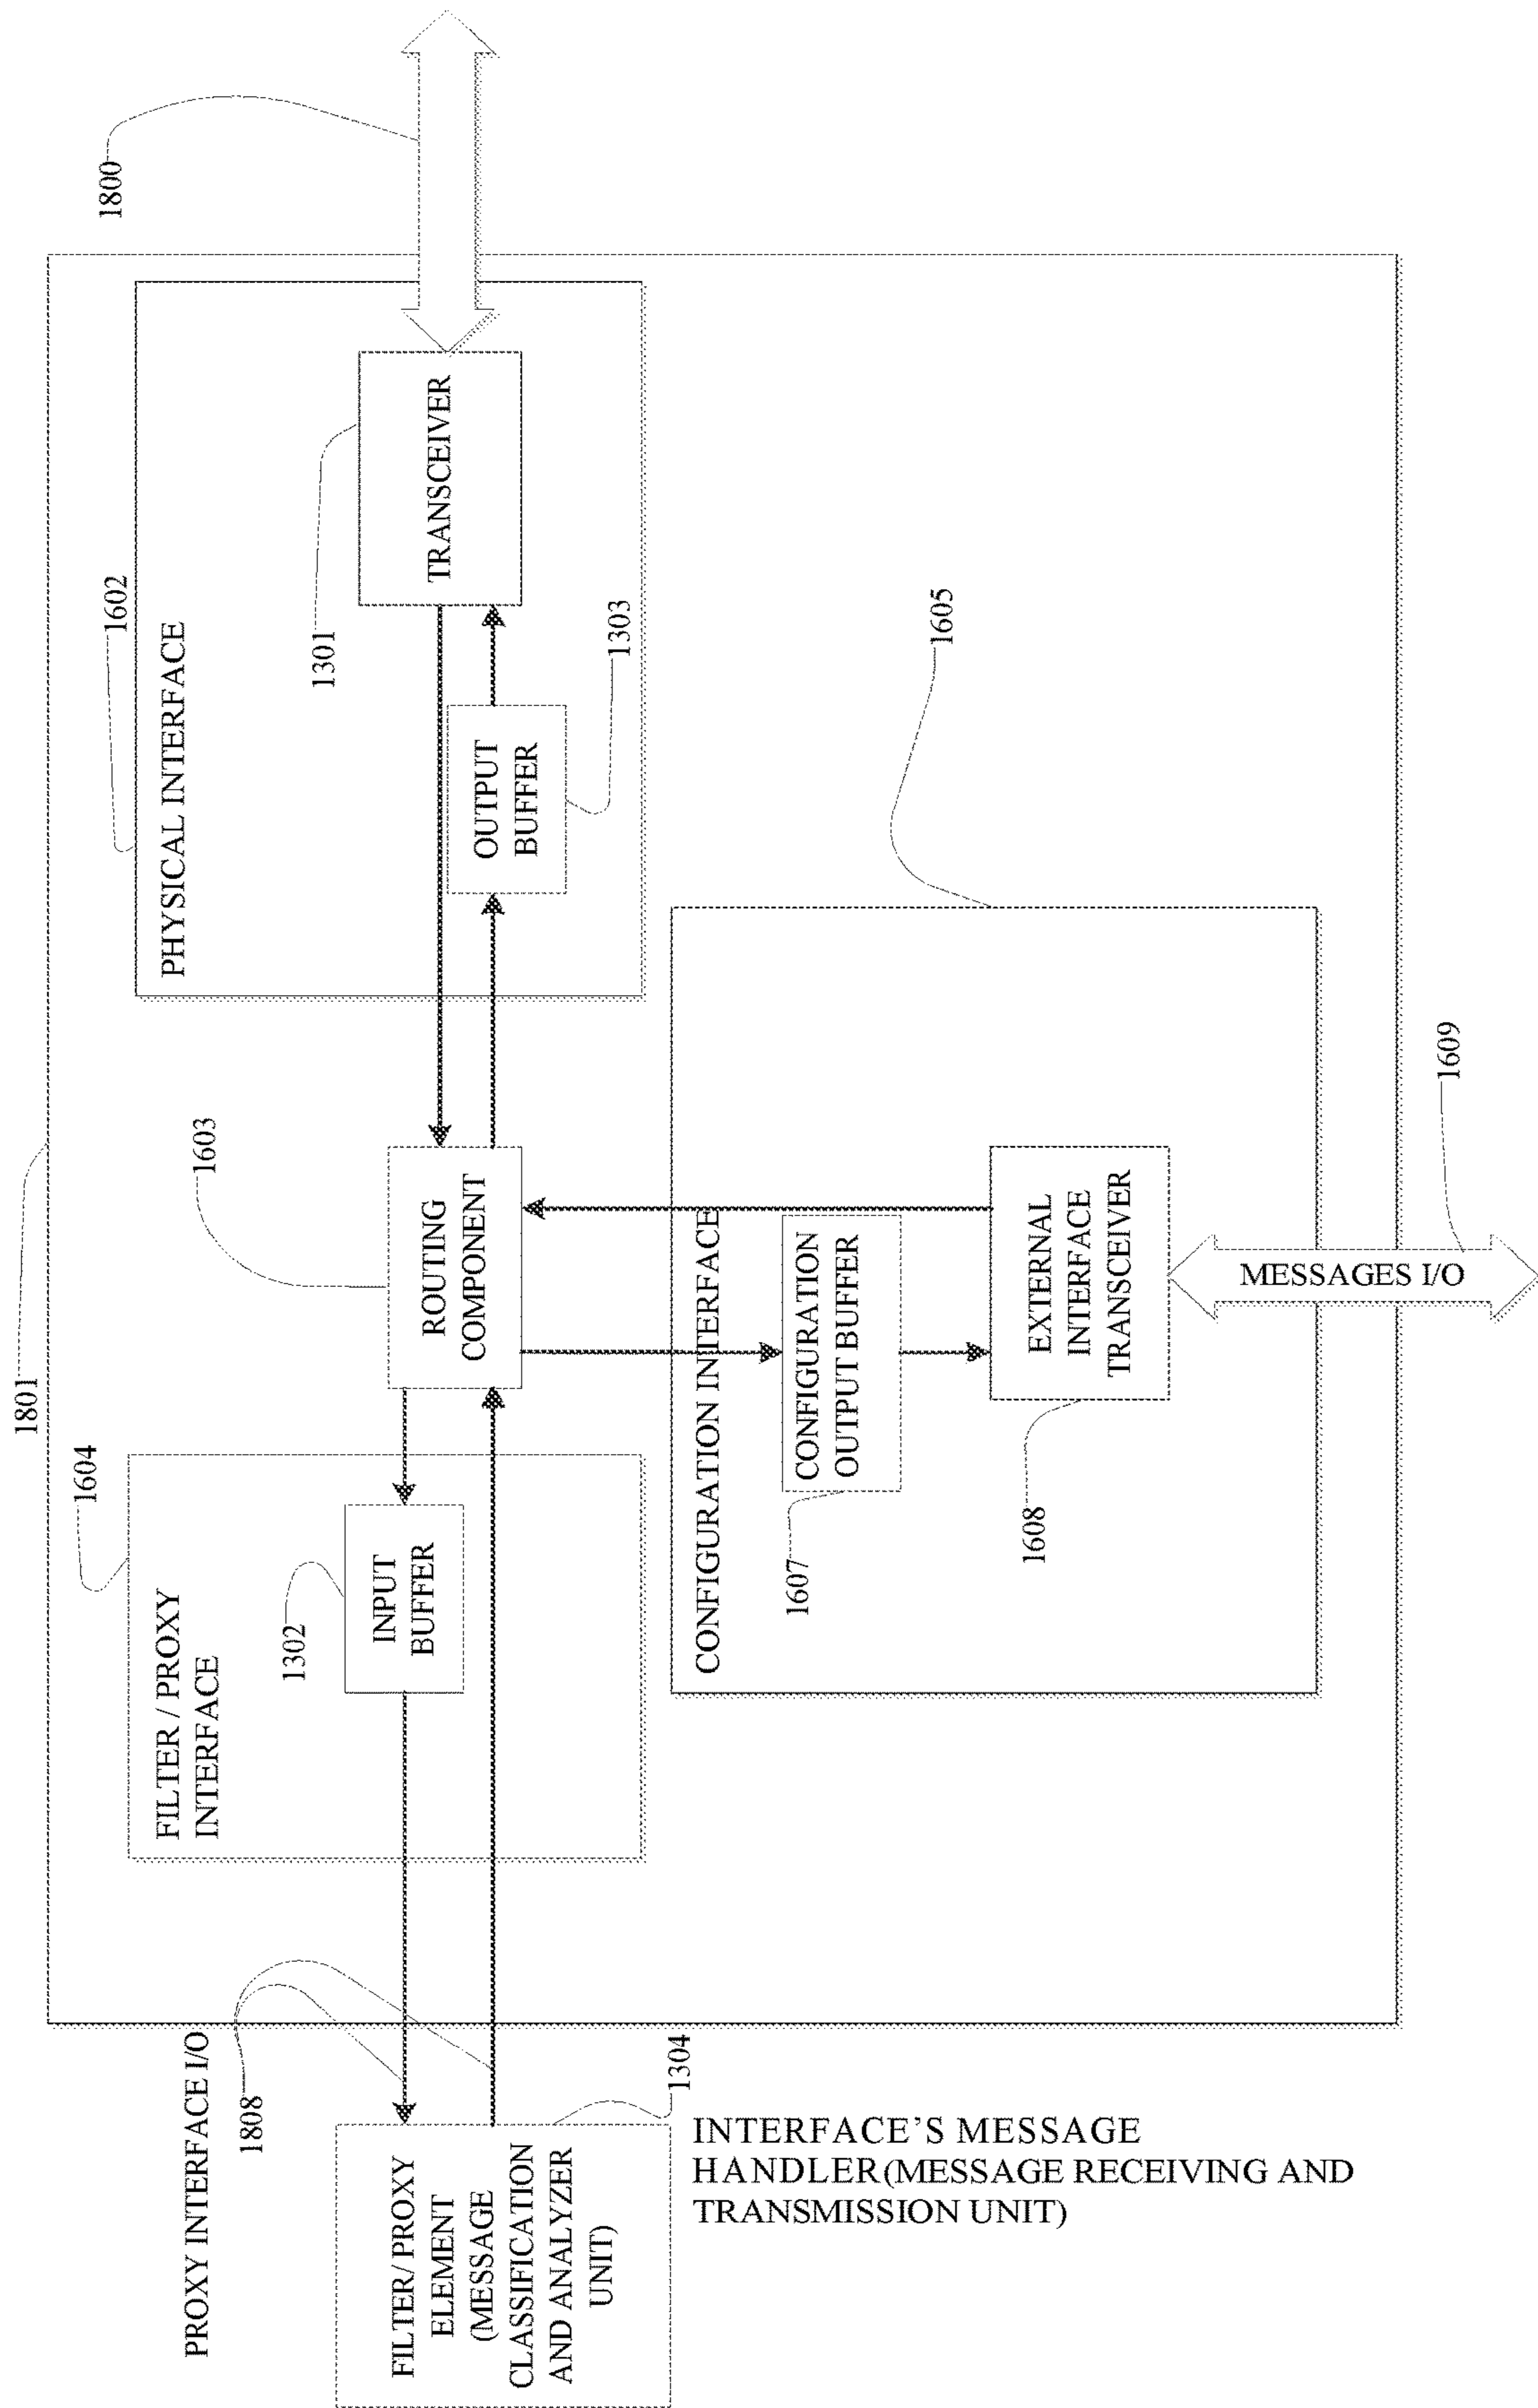 1801
1800
1602
PHYSICAL INTERFACE
1301
TRANSCEIVER
OUTPUT
BUFFER
1303
1603
ROUTING
COMPONENT
1604
FILTER / PROXY
INTERFACE
1302
INPUT
BUFFER
1605
CONFIGURATION INTERFACE
CONFIGURATION
OUTPUT BUFFER
1607
EXTERNAL
INTERFACE
TRANSCEIVER
1608
MESSAGES I/O
1609
PROXY INTERFACE I/O
1808
FILTER/ PROXY
ELEMENT
(MESSAGE
CLASSIFICATION
AND ANALYZER
UNIT)
1304
INTERFACE'S MESSAGE
HANDLER(MESSAGE RECEIVING AND
TRANSMISSION UNIT)